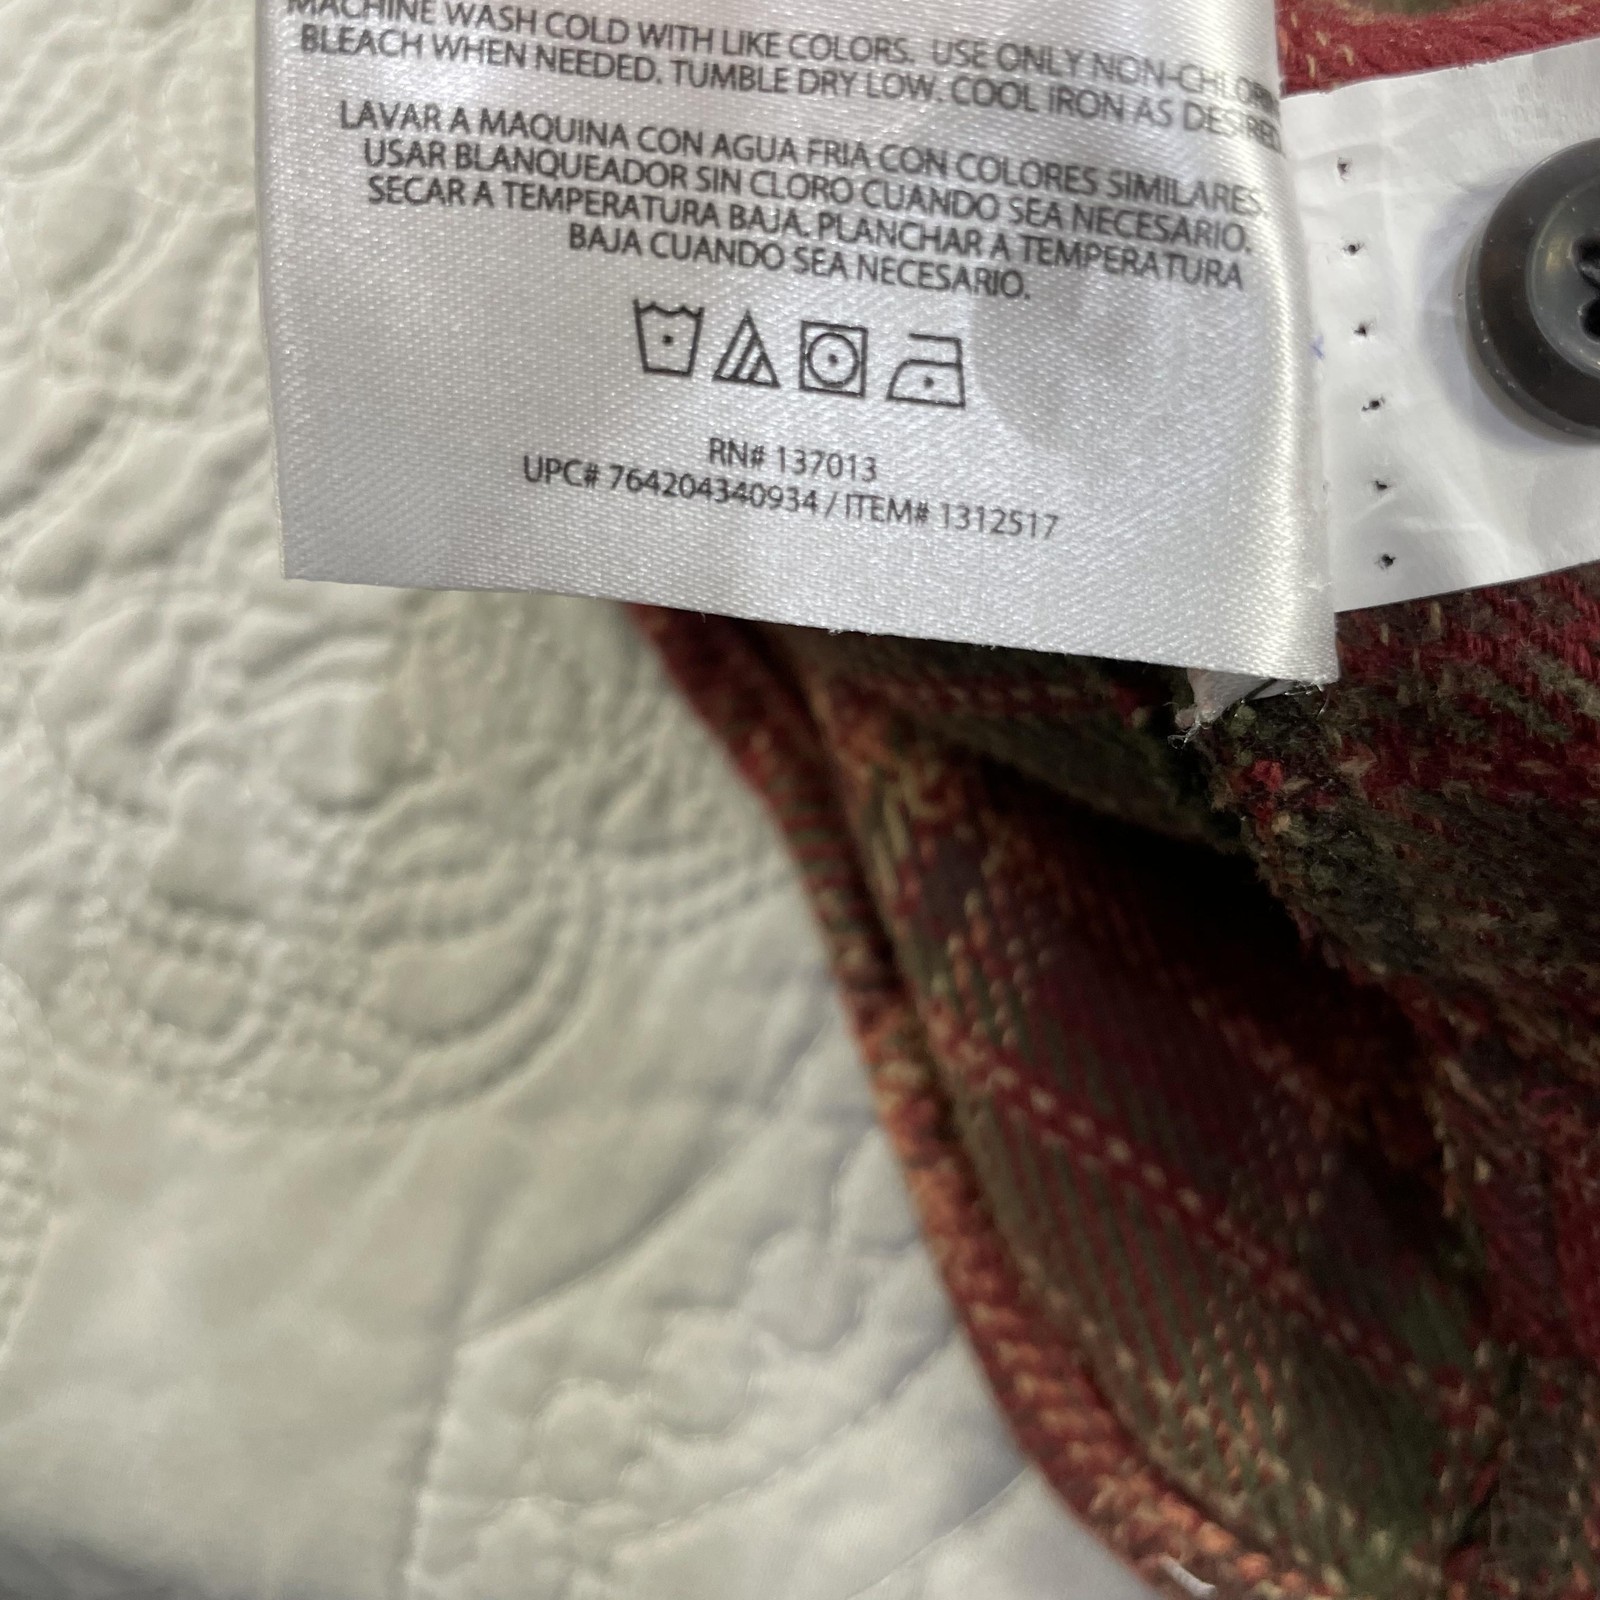 MACHINE WASH COLD WITH LIKE COLORS. USE ONLY NON-CHLORINE
BLEACH WHEN NEEDED. TUMBLE DRY LOW. COOL IRON AS DESIRED.
LAVAR A MAQUINA CON AGUA FRIA CON COLORES SIMILARES.
USAR BLANQUEADOR SIN CLORO CUANDO SEA NECESARIO.
SECAR A TEMPERATURA BAJA. PLANCHAR A TEMPERATURA
BAJA CUANDO SEA NECESARIO.
RN# 137013
UPC# 764204340934 / ITEM# 1312517